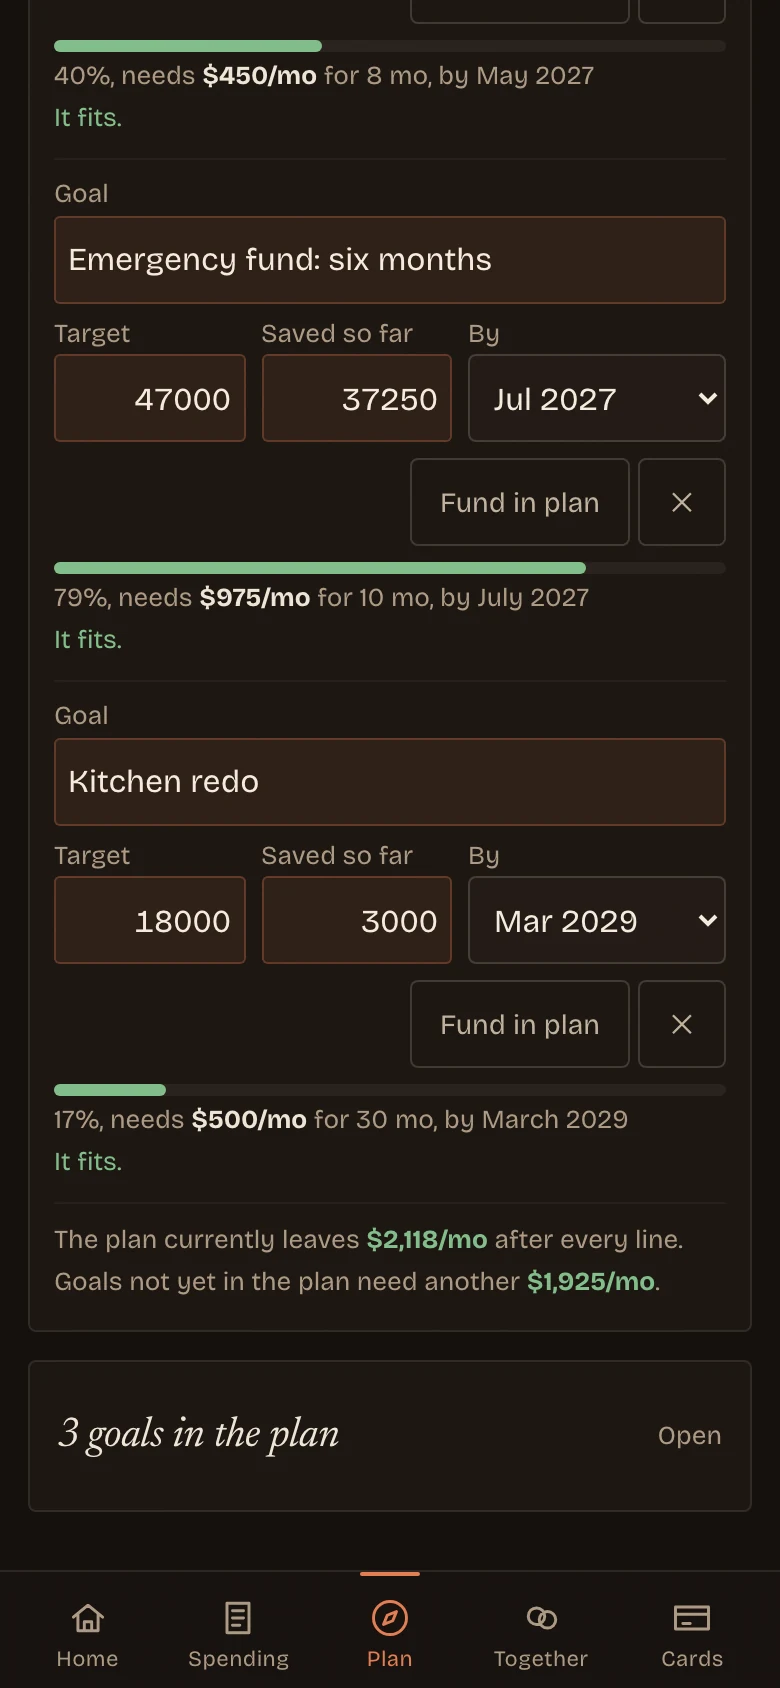 40%, needs $450/mo for 8 mo, by May 2027
It fits.
Goal
Emergency fund: six months
Target Saved so far By
47000 37250 Jul 2027
Fund in plan
79%, needs $975/mo for 10 mo, by July 2027
It fits.
Goal
Kitchen redo
Target Saved so far By
18000 3000 Mar 2029
Fund in plan
17%, needs $500/mo for 30 mo, by March 2029
It fits.
The plan currently leaves $2,118/mo after every line.
Goals not yet in the plan need another $1,925/mo.
3 goals in the plan Open
Home Spending Plan Together Cards